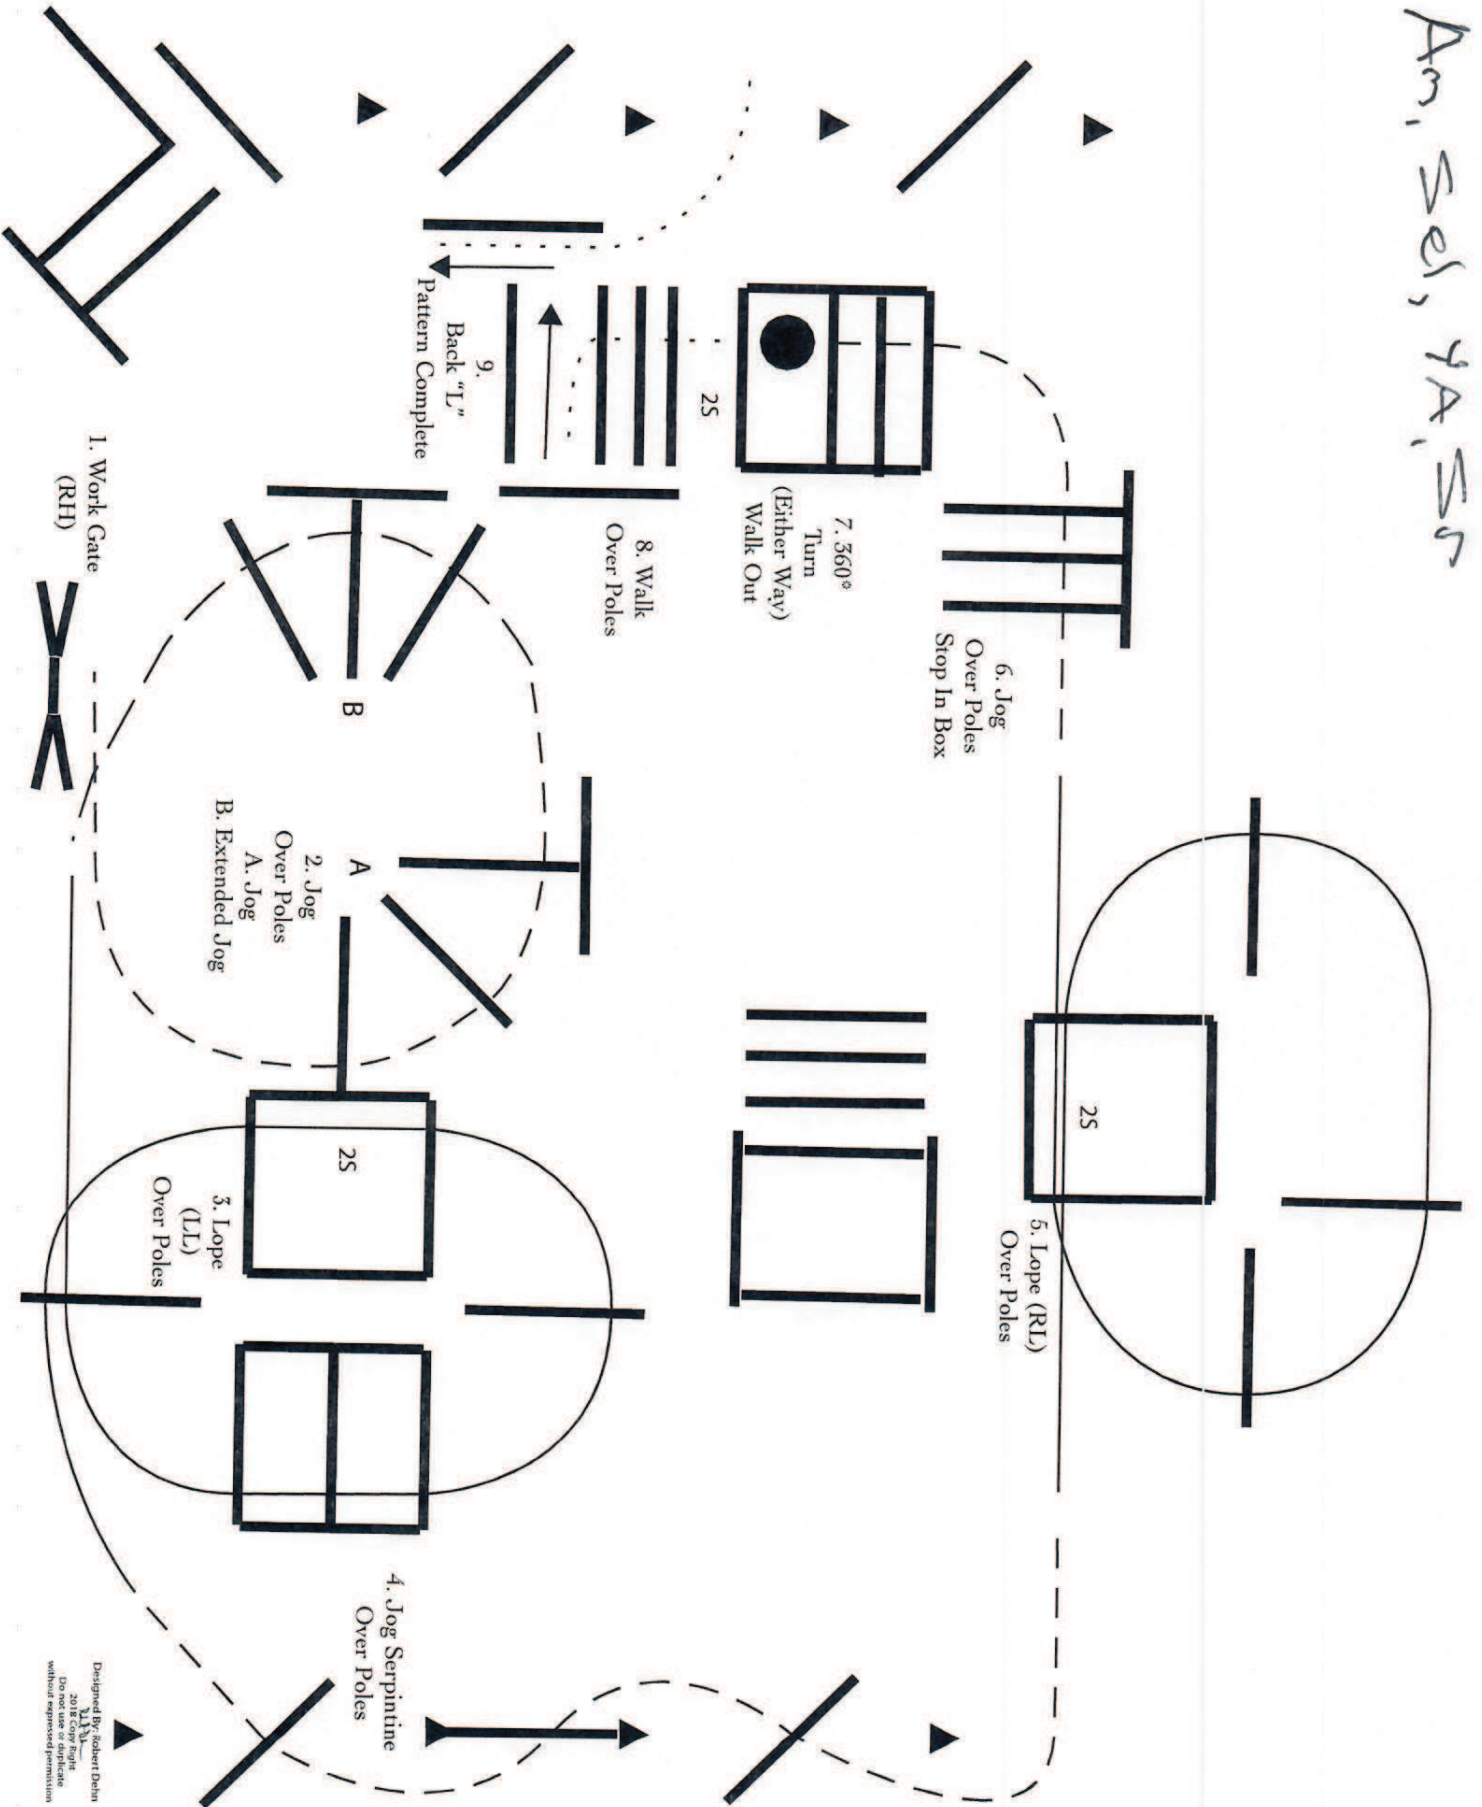 Am, Sel, YA, Sr
1. Work Gate
(RH)
2. Jog
Over Poles
A. Jog
B. Extended Jog
A
B
3. Lope
(LL)
Over Poles
2S
4. Jog Serpintine
Over Poles
5. Lope (RL)
Over Poles
2S
6. Jog
Over Poles
Stop In Box
7. 360°
Turn
(Either Way)
Walk Out
2S
8. Walk
Over Poles
9.
Back "L"
Pattern Complete
Designed By: Robert Dehn
2018 Copy Right
Do not use or duplicate
without expressed permission